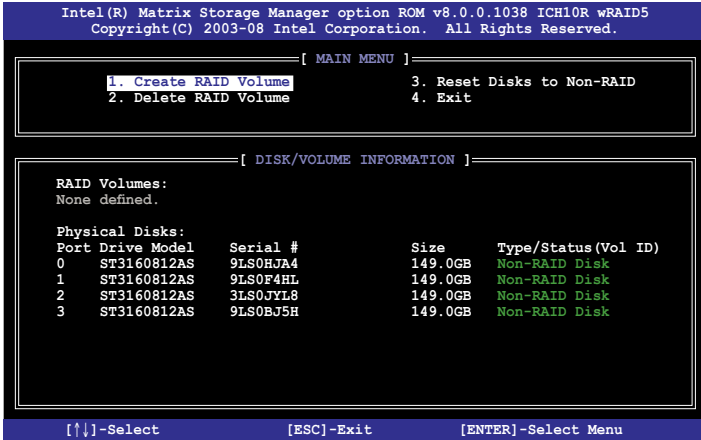 Intel(R) Matrix Storage Manager option ROM v8.0.0.1038 ICH10R wRAID5
Copyright(C) 2003-08 Intel Corporation.  All Rights Reserved.
[ MAIN MENU ]
1. Create RAID Volume 3. Reset Disks to Non-RAID
2. Delete RAID Volume 4. Exit
[ DISK/VOLUME INFORMATION ]
RAID Volumes:
None defined.
Physical Disks:
Port Drive Model Serial # Size Type/Status(Vol ID)
0 ST3160812AS 9LS0HJA4 149.0GB Non-RAID Disk
1 ST3160812AS 9LS0F4HL 149.0GB Non-RAID Disk
2 ST3160812AS 3LS0JYL8 149.0GB Non-RAID Disk
3 ST3160812AS 9LS0BJ5H 149.0GB Non-RAID Disk
[↑↓]-Select [ESC]-Exit [ENTER]-Select Menu